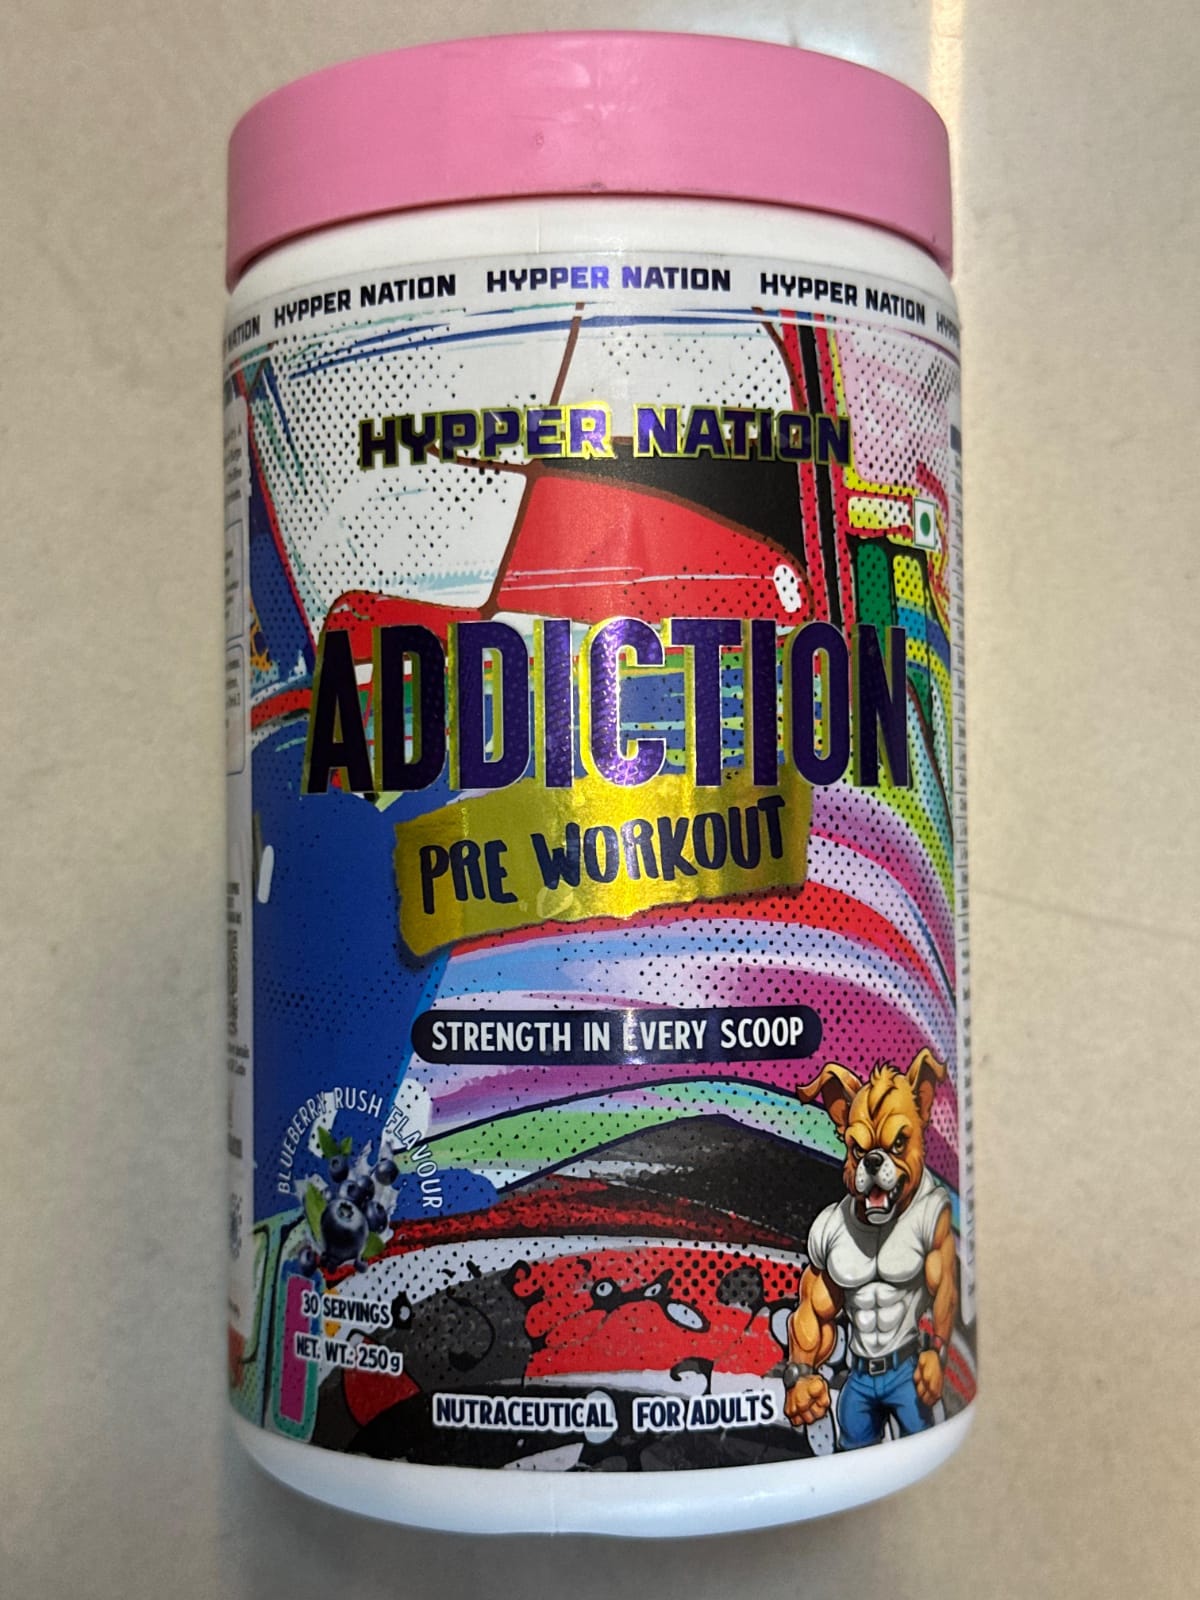 NATION HYPPER NATION HYPPER NATION HYPPER NATION
HYPPER NATION
ADDICTION
PRE WORKOUT
STRENGTH IN EVERY SCOOP
BLUEBERRY RUSH FLAVOUR
30 SERVINGS
NET. WT.: 250g
NUTRACEUTICAL FOR ADULTS